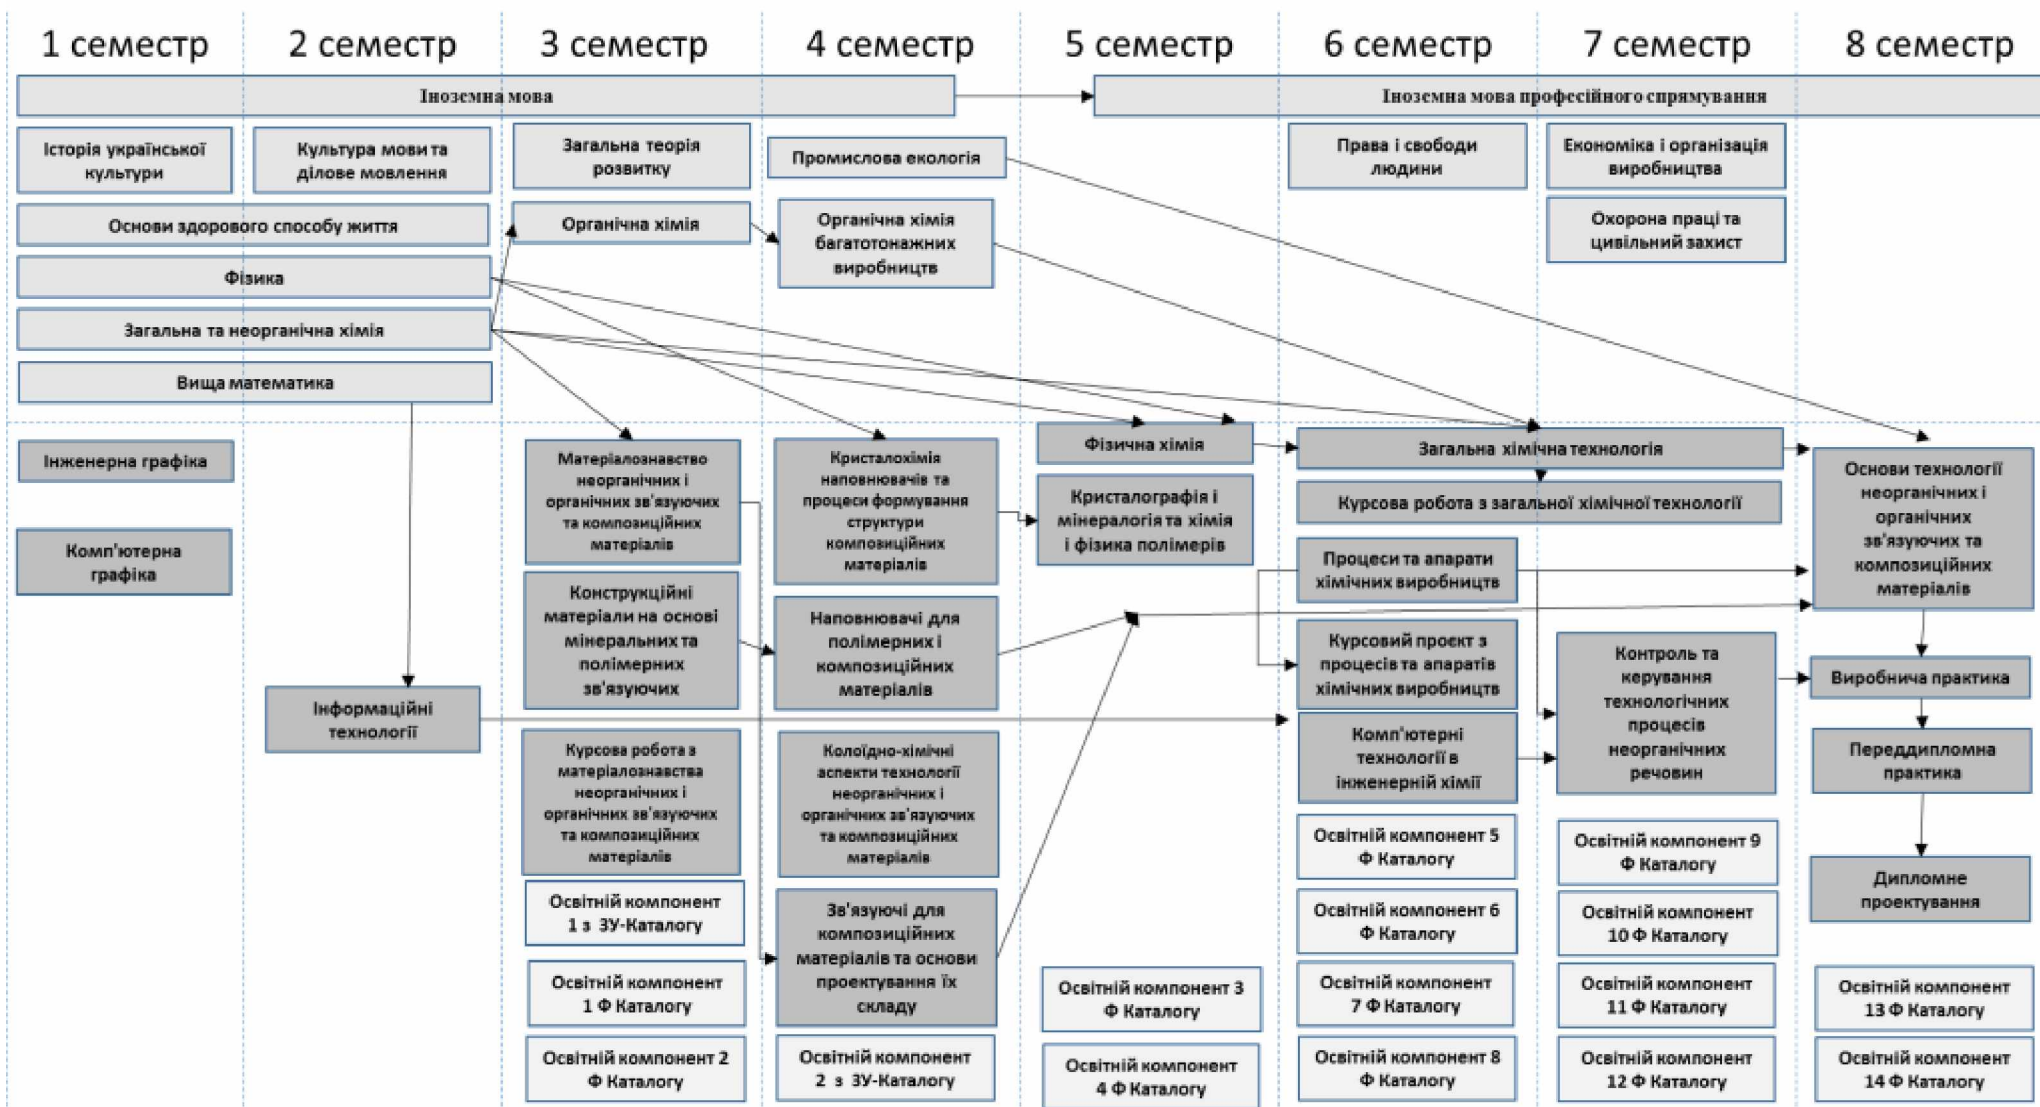 1 семестр
2 семестр
3 семестр
4 семестр
5 семестр
6 семестр
7 семестр
8 семестр
Іноземна мова
Іноземна мова професійного спрямування
Історія української
культури
Культура мови та
ділове мовлення
Загальна теорія
розвитку
Промислова екологія
Права і свободи
людини
Економіка і організація
виробництва
Основи здорового способу життя
Органічна хімія
Органічна хімія
багатотонажних
виробництв
Охорона праці та
цивільний захист
Фізика
Загальна та неорганічна хімія
Вища математика
Інженерна графіка
Комп'ютерна
графіка
Інформаційні
технології
Матеріалознавство
неорганічних і
органічних зв'язуючих
та композиційних
матеріалів
Конструкційні
матеріали на основі
мінеральних та
полімерних
зв'язуючих
Курсова робота з
матеріалознавства
неорганічних і
органічних зв'язуючих
та композиційних
матеріалів
Освітній компонент
1 з ЗУ-Каталогу
Освітній компонент
1 Ф Каталогу
Освітній компонент 2
Ф Каталогу
Кристалохімія
наповнювачів та
процеси формування
структури
композиційних
матеріалів
Наповнювачі для
полімерних і
композиційних
матеріалів
Колоїдно-хімічні
аспекти технології
неорганічних і
органічних зв'язуючих
та композиційних
матеріалів
Зв'язуючі для
композиційних
матеріалів та основи
проектування їх
складу
Освітній компонент
2 з ЗУ-Каталогу
Фізична хімія
Кристалографія і
мінералогія та хімія
і фізика полімерів
Освітній компонент 3
Ф Каталогу
Освітній компонент
4 Ф Каталогу
Загальна хімічна технологія
Курсова робота з загальної хімічної технології
Процеси та апарати
хімічних виробництв
Курсовий проєкт з
процесів та апаратів
хімічних виробництв
Комп'ютерні
технології в
інженерній хімії
Освітній компонент 5
Ф Каталогу
Освітній компонент 6
Ф Каталогу
Освітній компонент
7 Ф Каталогу
Освітній компонент 8
Ф Каталогу
Контроль та
керування
технологічних
процесів
неорганічних
речовин
Освітній компонент 9
Ф Каталогу
Освітній компонент
10 Ф Каталогу
Освітній компонент
11 Ф Каталогу
Освітній компонент
12 Ф Каталогу
Основи технології
неорганічних і
органічних
зв'язуючих та
композиційних
матеріалів
Виробнича практика
Переддипломна
практика
Дипломне
проектування
Освітній компонент
13 Ф Каталогу
Освітній компонент
14 Ф Каталогу